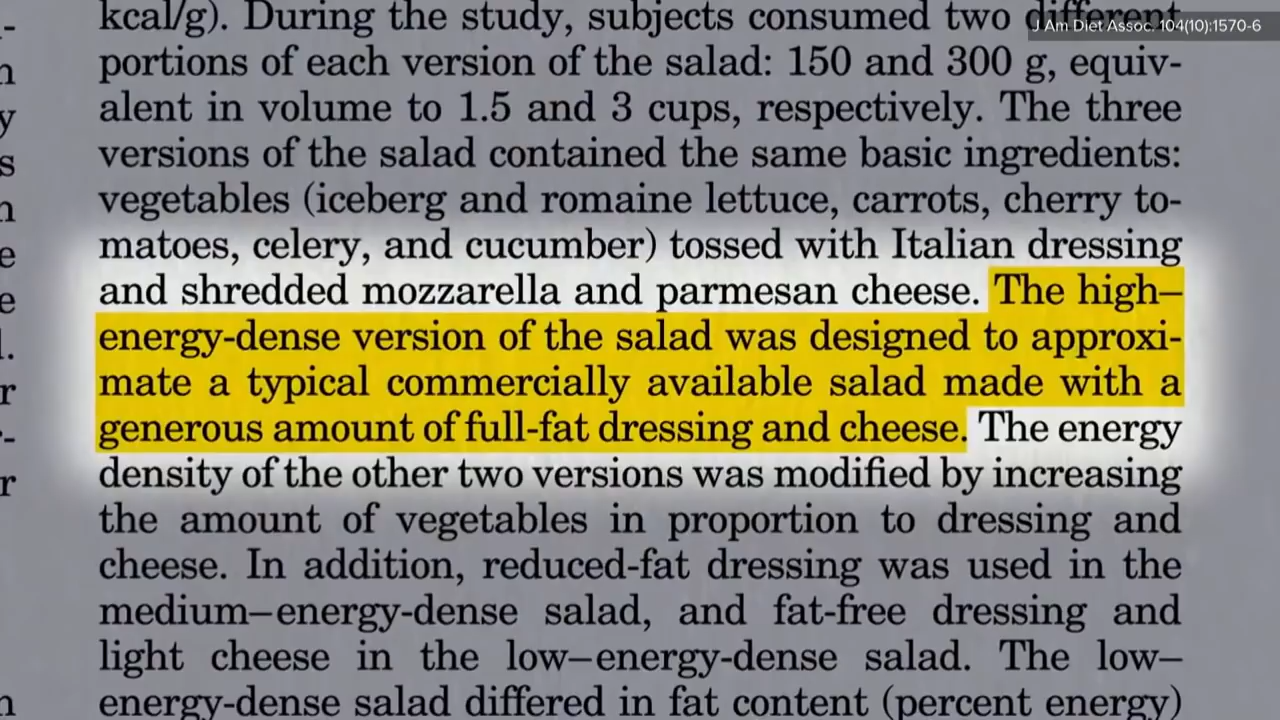 kcal/g). During the study, subjects consumed two different
J Am Diet Assoc. 104(10):1570-6
portions of each version of the salad: 150 and 300 g, equiv-
alent in volume to 1.5 and 3 cups, respectively. The three
versions of the salad contained the same basic ingredients:
vegetables (iceberg and romaine lettuce, carrots, cherry to-
matoes, celery, and cucumber) tossed with Italian dressing
and shredded mozzarella and parmesan cheese. The high–
energy-dense version of the salad was designed to approxi-
mate a typical commercially available salad made with a
generous amount of full-fat dressing and cheese. The energy
density of the other two versions was modified by increasing
the amount of vegetables in proportion to dressing and
cheese. In addition, reduced-fat dressing was used in the
medium–energy-dense salad, and fat-free dressing and
light cheese in the low–energy-dense salad. The low–
energy-dense salad differed in fat content (percent energy)